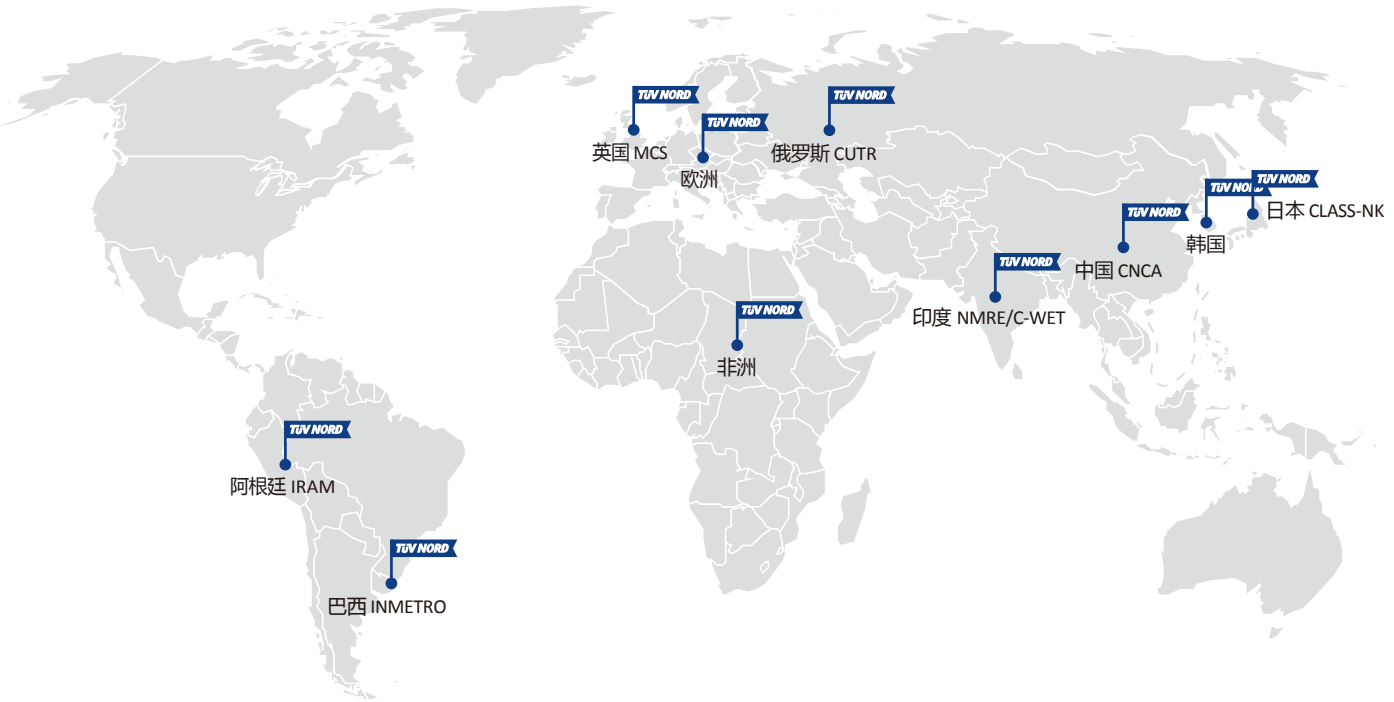 TÜV NORD
英国 MCS
TÜV NORD
欧洲
TÜV NORD
俄罗斯 CUTR
TÜV NORD
日本 CLASS-NK
TÜV NORD
韩国
TÜV NORD
中国 CNCA
TÜV NORD
印度 NMRE/C-WET
TÜV NORD
非洲
TÜV NORD
阿根廷 IRAM
TÜV NORD
巴西 INMETRO